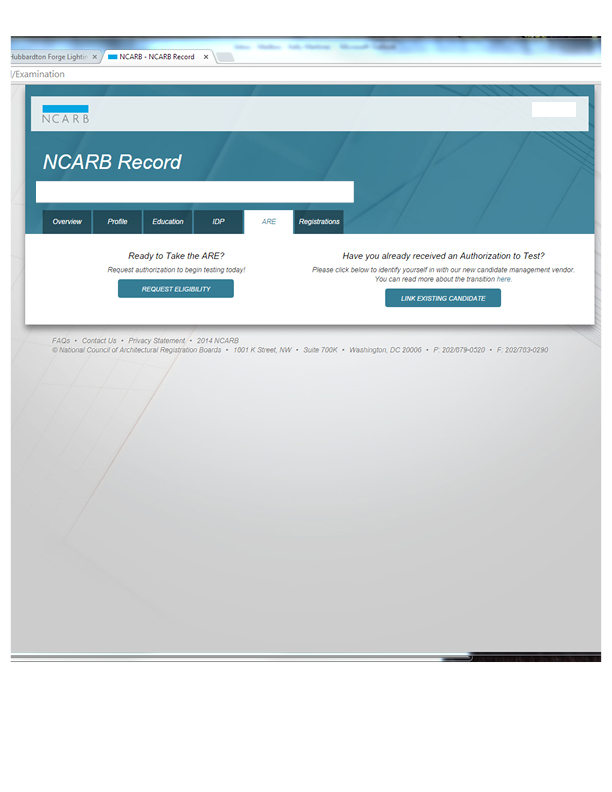 Hubbardton Forge Lightin
NCARB - NCARB Record
l/Examination
NCARB
NCARB Record
Overview
Profile
Education
IDP
ARE
Registrations
Ready to Take the ARE?
Request authorization to begin testing today!
REQUEST ELIGIBILITY
Have you already received an Authorization to Test?
Please click below to identify yourself in with our new candidate management vendor.
You can read more about the transition here.
LINK EXISTING CANDIDATE
FAQs • Contact Us • Privacy Statement • 2014 NCARB
© National Council of Architectural Registration Boards • 1801 K Street, NW • Suite 700K • Washington, DC 20006 • P: 202/879-0520 • F: 202/783-0290